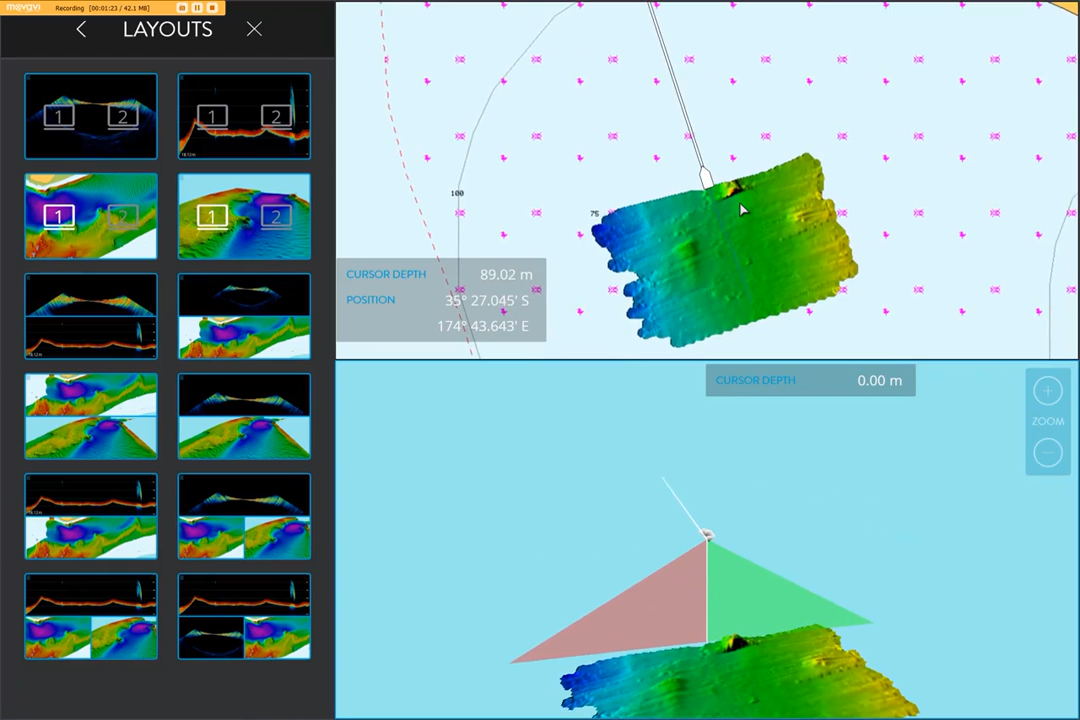 movavi Recording [00:01:23 / 42.1 MB]
LAYOUTS
1 2
1 2
1 2
1 2
100
75
CURSOR DEPTH 89.02 m
POSITION 35° 27.045' S
174° 43.643' E
CURSOR DEPTH 0.00 m
ZOOM